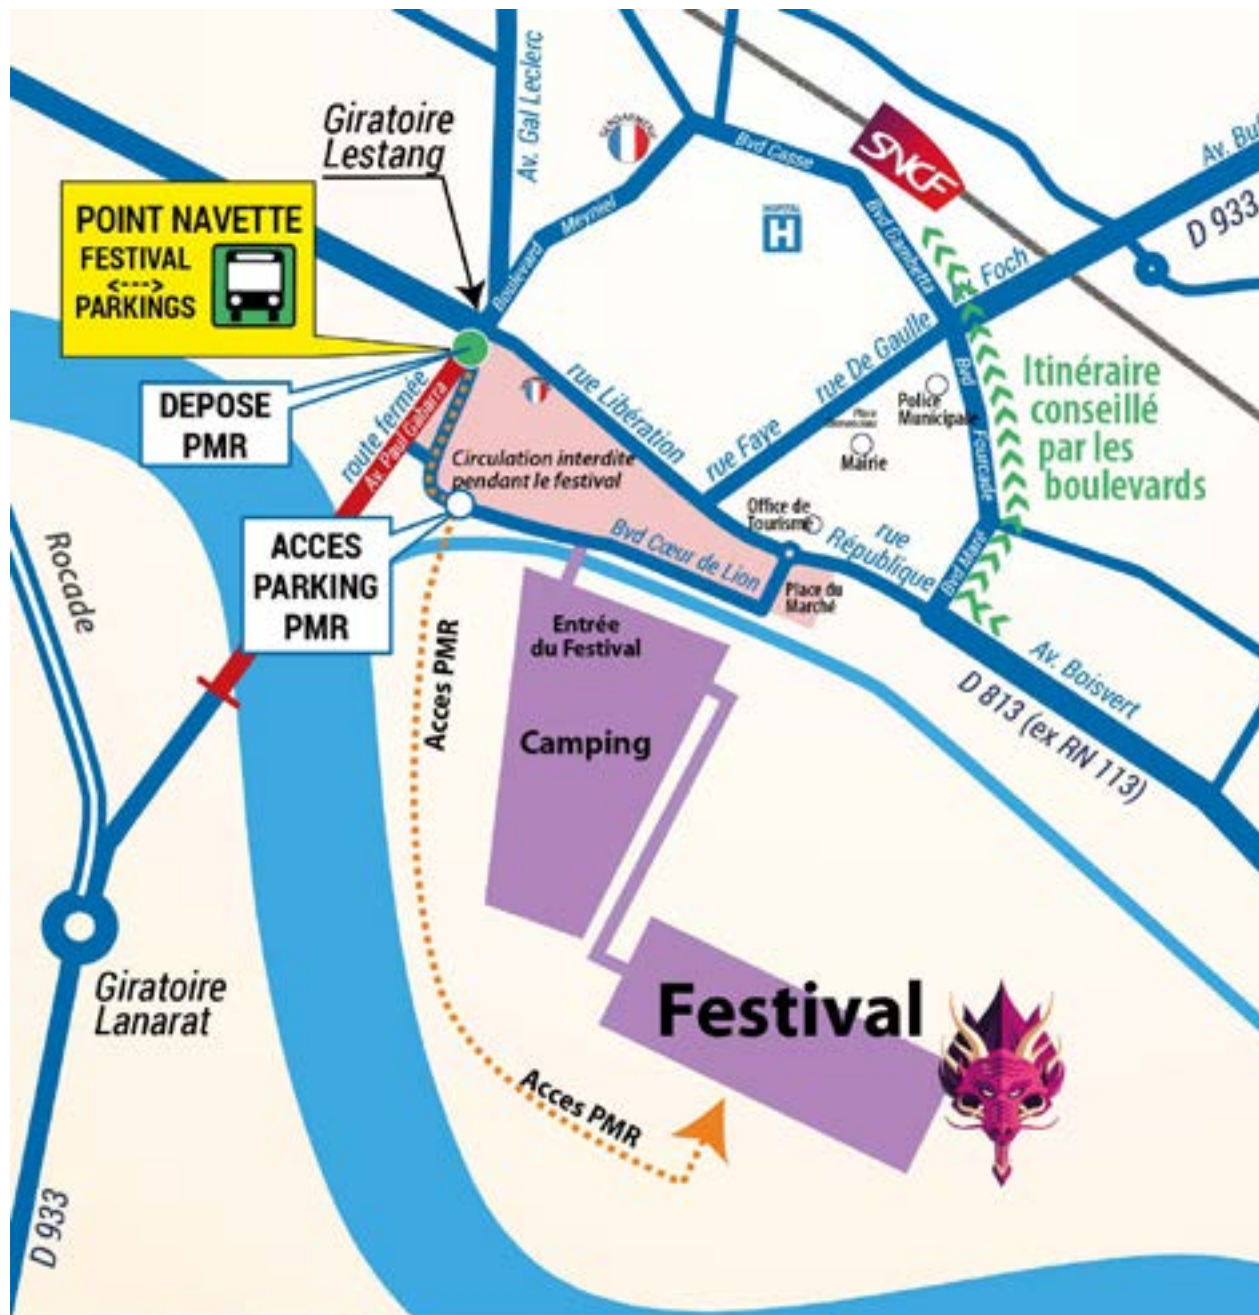 Av. Gal Leclerc
Giratoire
Lestang
GENDARMERIE
Bvd Casse
SNCF
Av. Bu
D 933
POINT NAVETTE
FESTIVAL
<--->
PARKINGS
Boulevard
Meyniel
HOPITAL
H
Bvd Gambetta
Foch
DEPOSE
PMR
route fermée
Av. Paul Gabarra
rue Libération
rue De Gaulle
rue Faye
Police
Municipale
Place
Mairie
Bvd
Fourcade
Itinéraire
conseillé
par les
boulevards
Circulation interdite
pendant le festival
Office de
Tourisme
rue
République
Bvd Maré
Rocade
ACCES
PARKING
PMR
Bvd Cœur de Lion
Place du
Marché
Entrée
du Festival
Acces PMR
Camping
Av. Boisvert
D 813 (ex RN 113)
Giratoire
Lanarat
Festival
Acces PMR
D 933